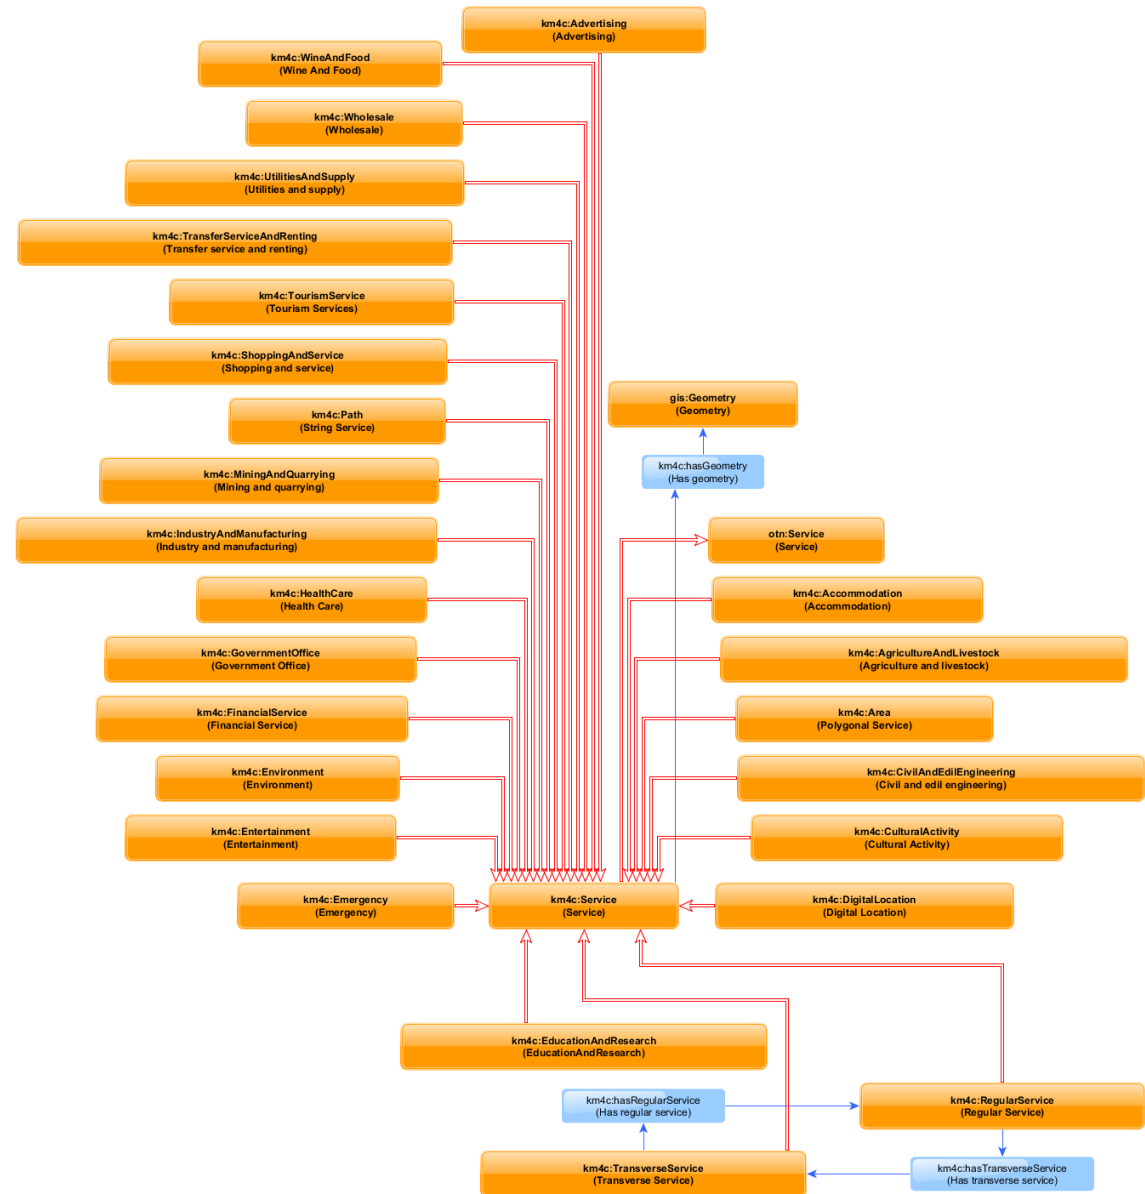 km4c:Advertising
(Advertising)
km4c:WineAndFood
(Wine And Food)
km4c:Wholesale
(Wholesale)
km4c:UtilitiesAndSupply
(Utilities and supply)
km4c:TransferServiceAndRenting
(Transfer service and renting)
km4c:TourismService
(Tourism Services)
km4c:ShoppingAndService
(Shopping and service)
gis:Geometry
(Geometry)
km4c:Path
(String Service)
km4c:hasGeometry
(Has geometry)
km4c:MiningAndQuarrying
(Mining and quarrying)
km4c:IndustryAndManufacturing
(Industry and manufacturing)
otn:Service
(Service)
km4c:HealthCare
(Health Care)
km4c:Accommodation
(Accommodation)
km4c:GovernmentOffice
(Government Office)
km4c:AgricultureAndLivestock
(Agriculture and livestock)
km4c:FinancialService
(Financial Service)
km4c:Area
(Polygonal Service)
km4c:Environment
(Environment)
km4c:CivilAndEdilEngineering
(Civil and edil engineering)
km4c:Entertainment
(Entertainment)
km4c:CulturalActivity
(Cultural Activity)
km4c:Emergency
(Emergency)
km4c:Service
(Service)
km4c:DigitalLocation
(Digital Location)
km4c:EducationAndResearch
(EducationAndResearch)
km4c:hasRegularService
(Has regular service)
km4c:RegularService
(Regular Service)
km4c:TransverseService
(Transverse Service)
km4c:hasTransverseService
(Has transverse service)